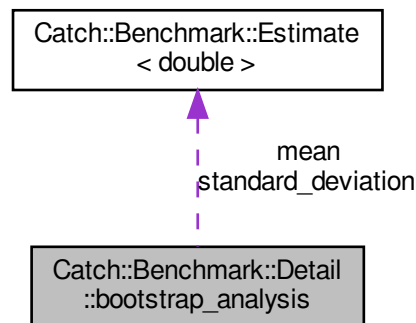 Catch::Benchmark::Estimate
< double >
mean
standard_deviation
Catch::Benchmark::Detail
::bootstrap_analysis